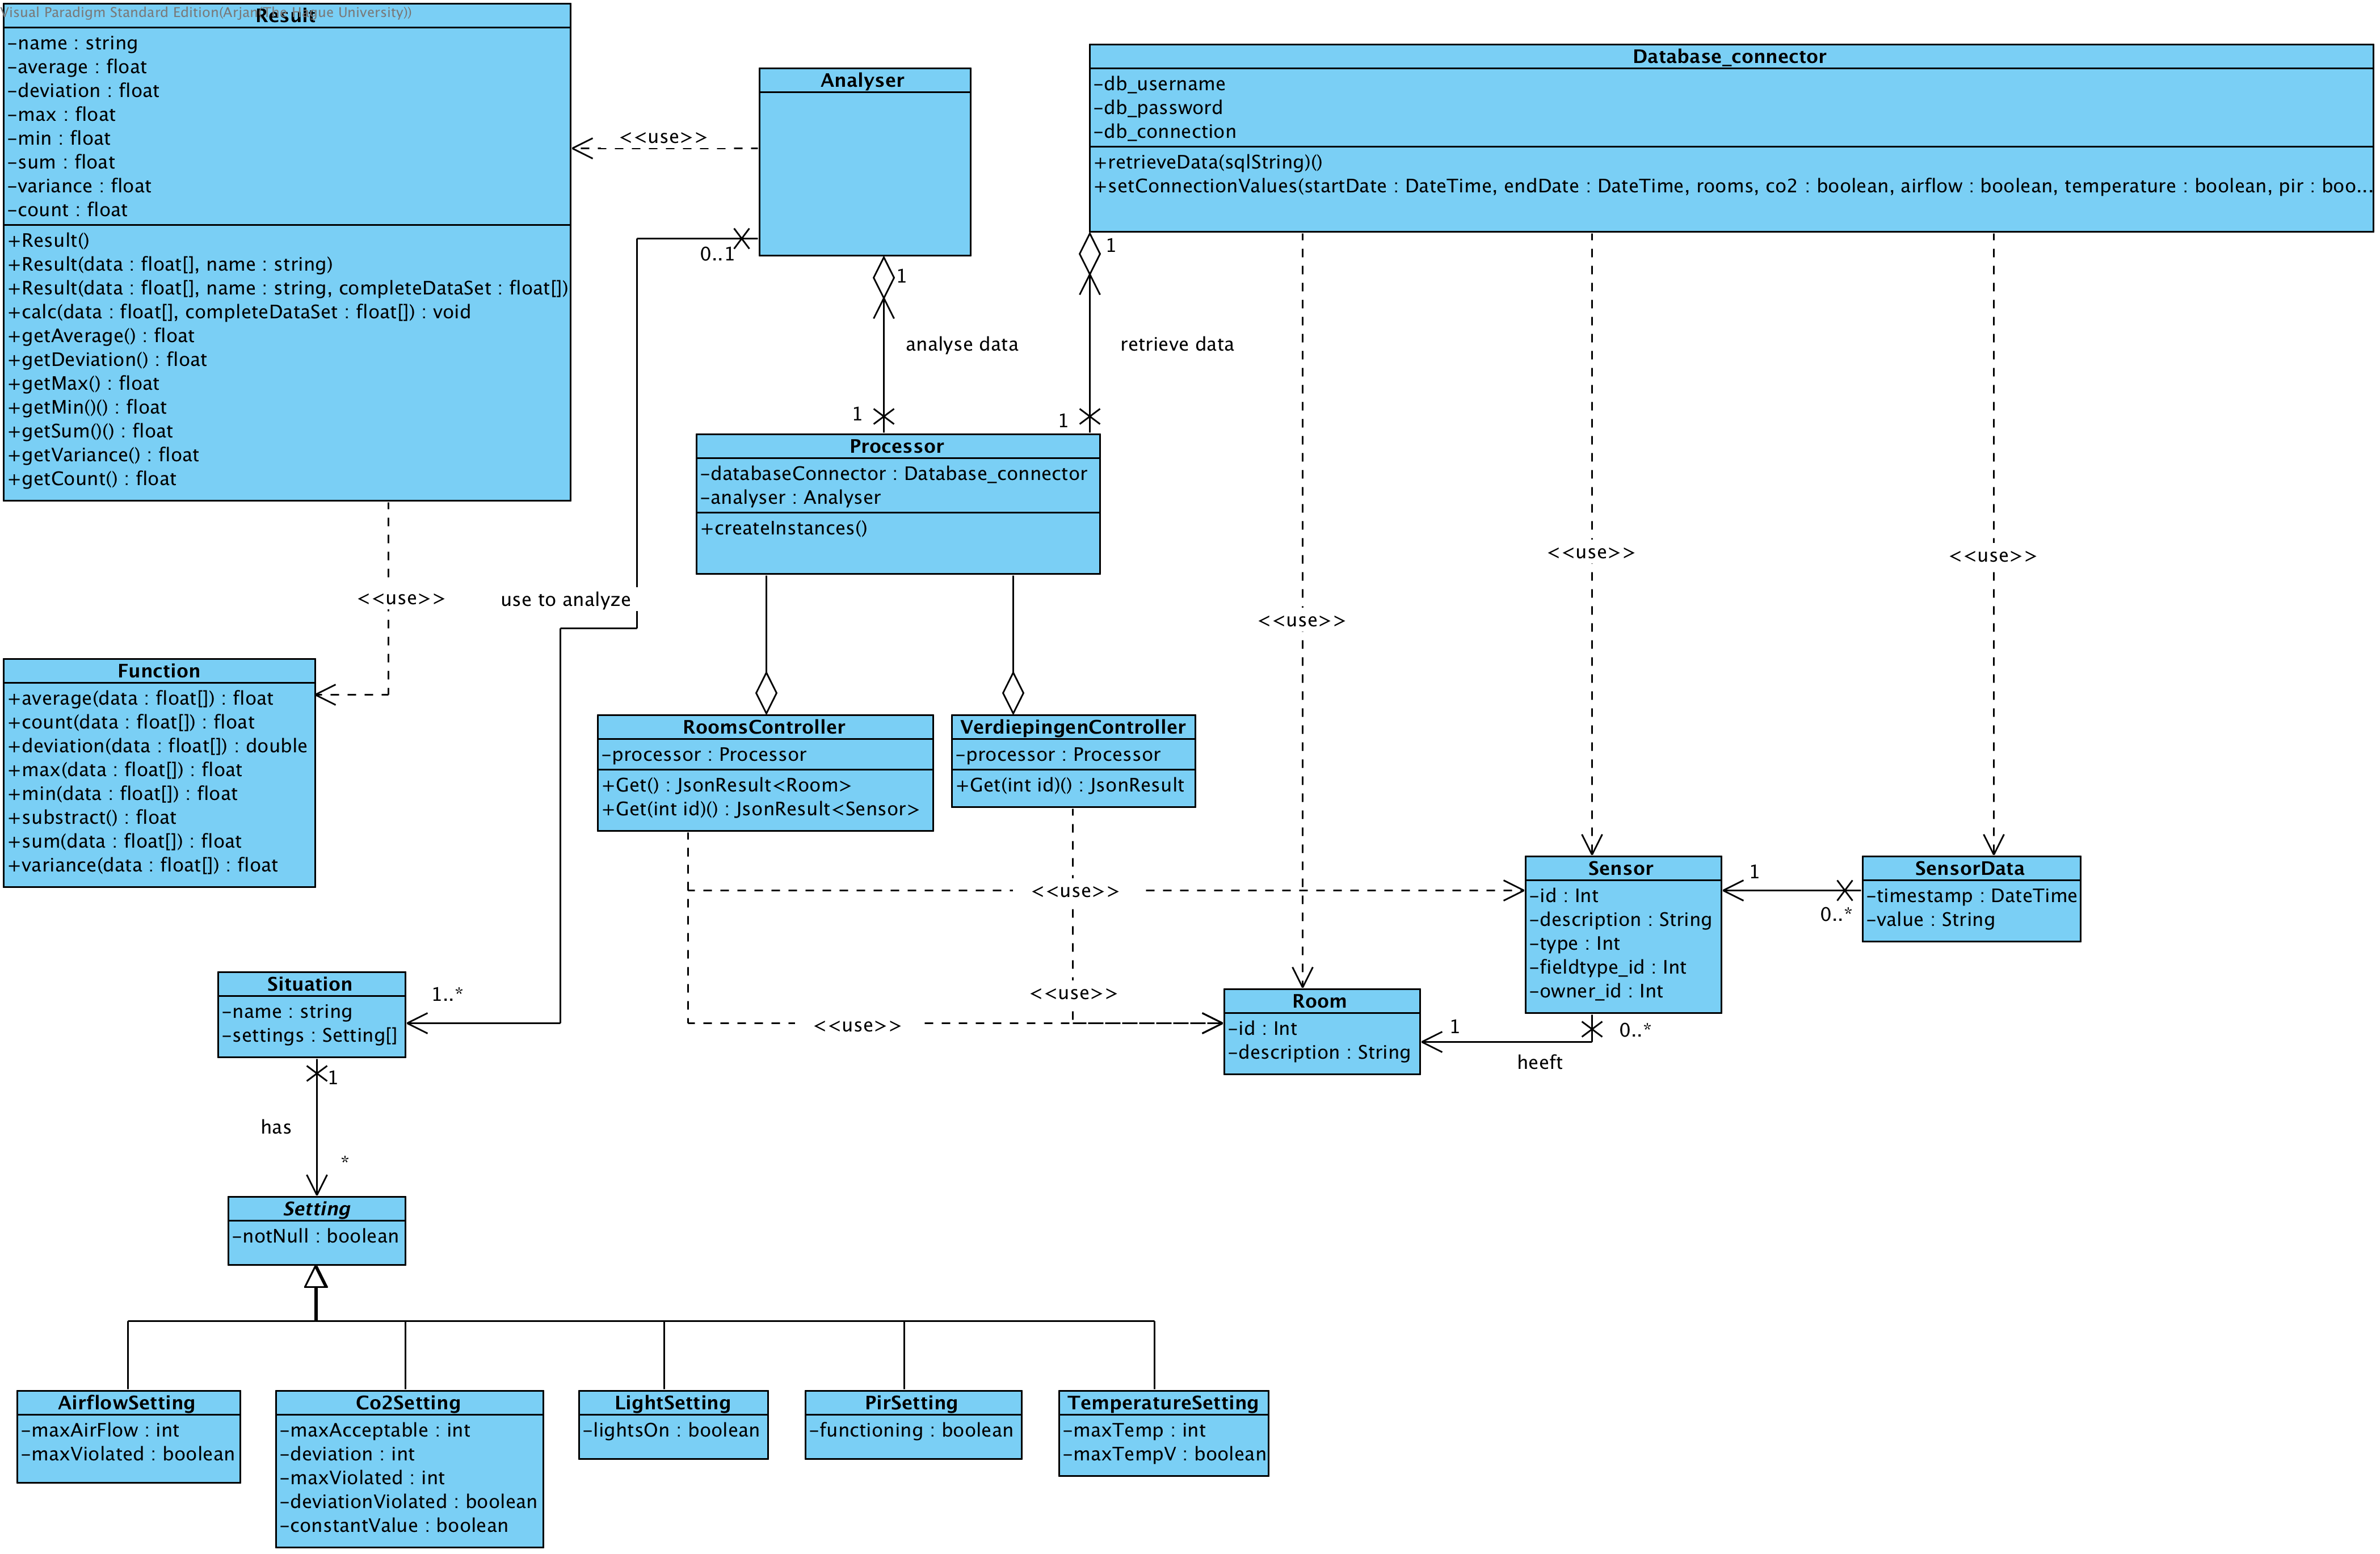 Visual Paradigm Standard Edition(Arjan(The Hague University))
Result
-name : string
-average : float
-deviation : float
-max : float
-min : float
-sum : float
-variance : float
-count : float
+Result()
+Result(data : float[], name : string)
+Result(data : float[], name : string, completeDataSet : float[])
+calc(data : float[], completeDataSet : float[]) : void
+getAverage() : float
+getDeviation() : float
+getMax() : float
+getMin()() : float
+getSum()() : float
+getVariance() : float
+getCount() : float
<<use>>
Analyser
0..1
1
analyse data
1
Database_connector
-db_username
-db_password
-db_connection
+retrieveData(sqlString)()
+setConnectionValues(startDate : DateTime, endDate : DateTime, rooms, co2 : boolean, airflow : boolean, temperature : boolean, pir : boo...
1
retrieve data
1
Processor
-databaseConnector : Database_connector
-analyser : Analyser
+createInstances()
<<use>>
use to analyze
<<use>>
<<use>>
<<use>>
Function
+average(data : float[]) : float
+count(data : float[]) : float
+deviation(data : float[]) : double
+max(data : float[]) : float
+min(data : float[]) : float
+substract() : float
+sum(data : float[]) : float
+variance(data : float[]) : float
RoomsController
-processor : Processor
+Get() : JsonResult<Room>
+Get(int id)() : JsonResult<Sensor>
VerdiepingenController
-processor : Processor
+Get(int id)() : JsonResult
<<use>>
<<use>>
<<use>>
Sensor
-id : Int
-description : String
-type : Int
-fieldtype_id : Int
-owner_id : Int
1
0..*
SensorData
-timestamp : DateTime
-value : String
Room
-id : Int
-description : String
1
0..*
heeft
Situation
-name : string
-settings : Setting[]
1..*
1
has
*
Setting
-notNull : boolean
AirflowSetting
-maxAirFlow : int
-maxViolated : boolean
Co2Setting
-maxAcceptable : int
-deviation : int
-maxViolated : int
-deviationViolated : boolean
-constantValue : boolean
LightSetting
-lightsOn : boolean
PirSetting
-functioning : boolean
TemperatureSetting
-maxTemp : int
-maxTempV : boolean